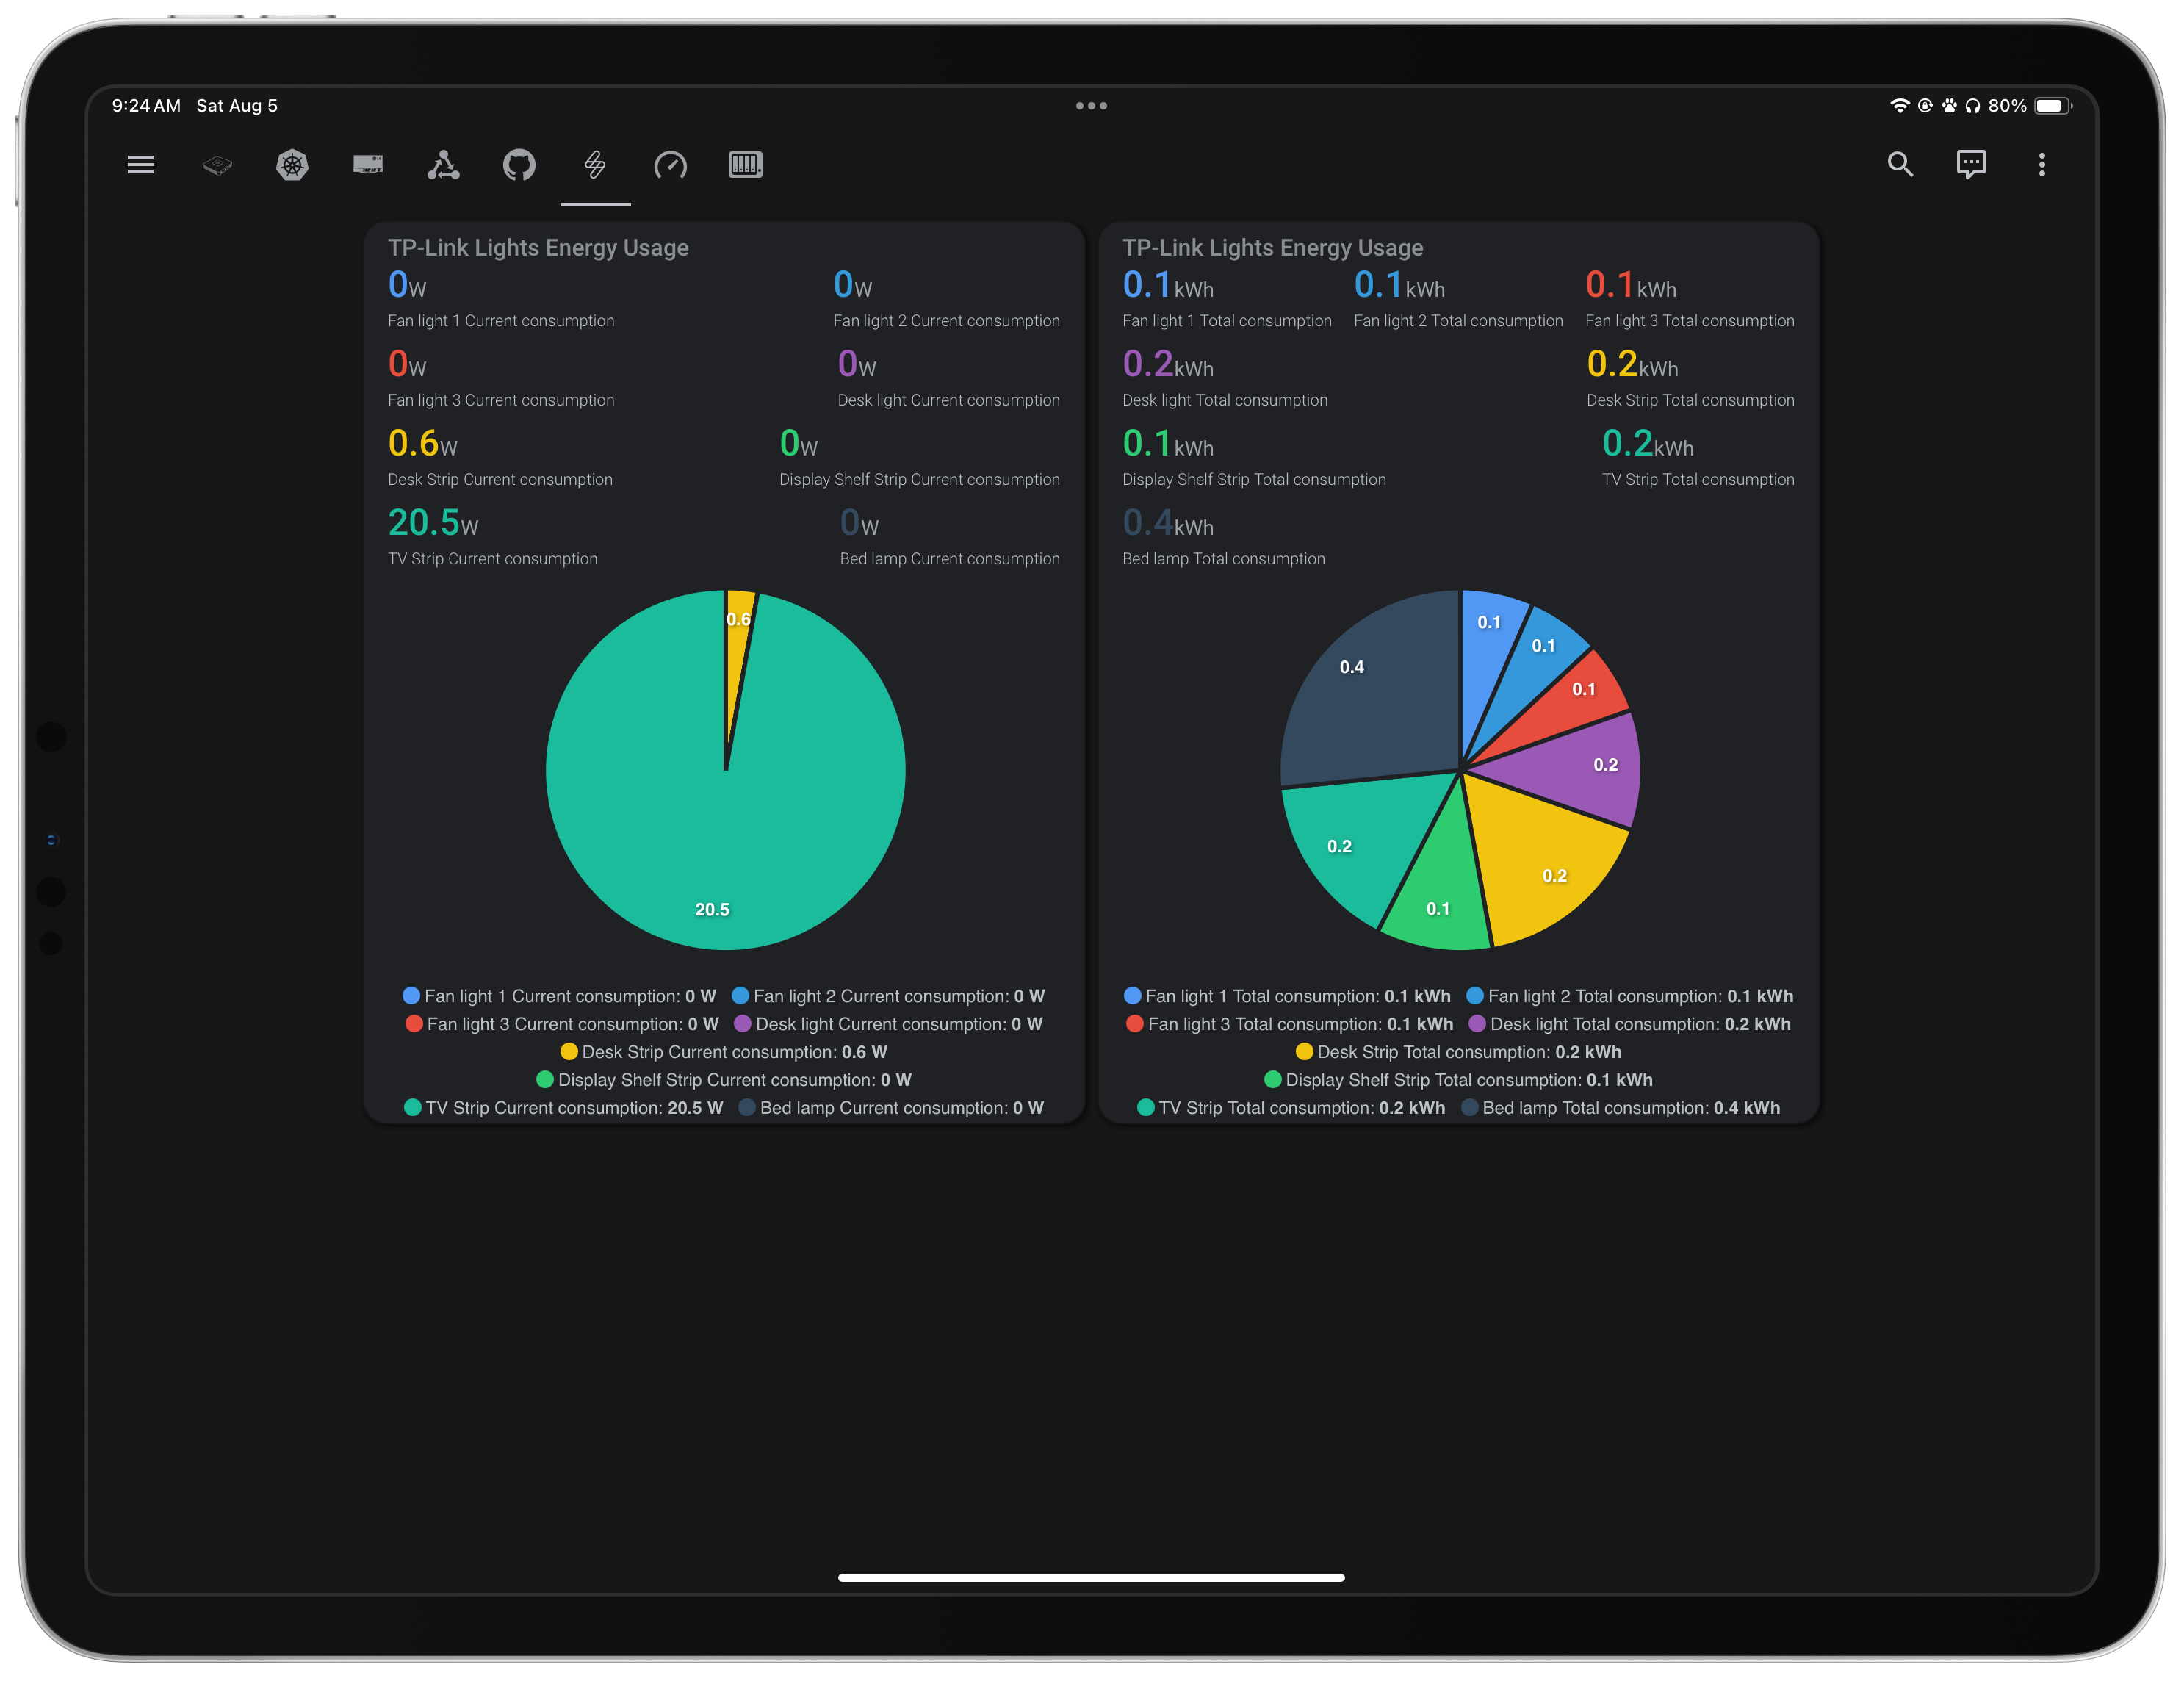 9:24 AM Sat Aug 5
80%
TP-Link Lights Energy Usage
0W
0W
Fan light 1 Current consumption
Fan light 2 Current consumption
0W
0W
Fan light 3 Current consumption
Desk light Current consumption
0.6W
0W
Desk Strip Current consumption
Display Shelf Strip Current consumption
20.5W
0W
TV Strip Current consumption
Bed lamp Current consumption
0.6
20.5
Fan light 1 Current consumption: 0 W
Fan light 2 Current consumption: 0 W
Fan light 3 Current consumption: 0 W
Desk light Current consumption: 0 W
Desk Strip Current consumption: 0.6 W
Display Shelf Strip Current consumption: 0 W
TV Strip Current consumption: 20.5 W
Bed lamp Current consumption: 0 W
TP-Link Lights Energy Usage
0.1kWh
0.1kWh
0.1kWh
Fan light 1 Total consumption
Fan light 2 Total consumption
Fan light 3 Total consumption
0.2kWh
0.2kWh
Desk light Total consumption
Desk Strip Total consumption
0.1kWh
0.2kWh
Display Shelf Strip Total consumption
TV Strip Total consumption
0.4kWh
Bed lamp Total consumption
0.1
0.1
0.1
0.2
0.2
0.1
0.2
0.4
Fan light 1 Total consumption: 0.1 kWh
Fan light 2 Total consumption: 0.1 kWh
Fan light 3 Total consumption: 0.1 kWh
Desk light Total consumption: 0.2 kWh
Desk Strip Total consumption: 0.2 kWh
Display Shelf Strip Total consumption: 0.1 kWh
TV Strip Total consumption: 0.2 kWh
Bed lamp Total consumption: 0.4 kWh